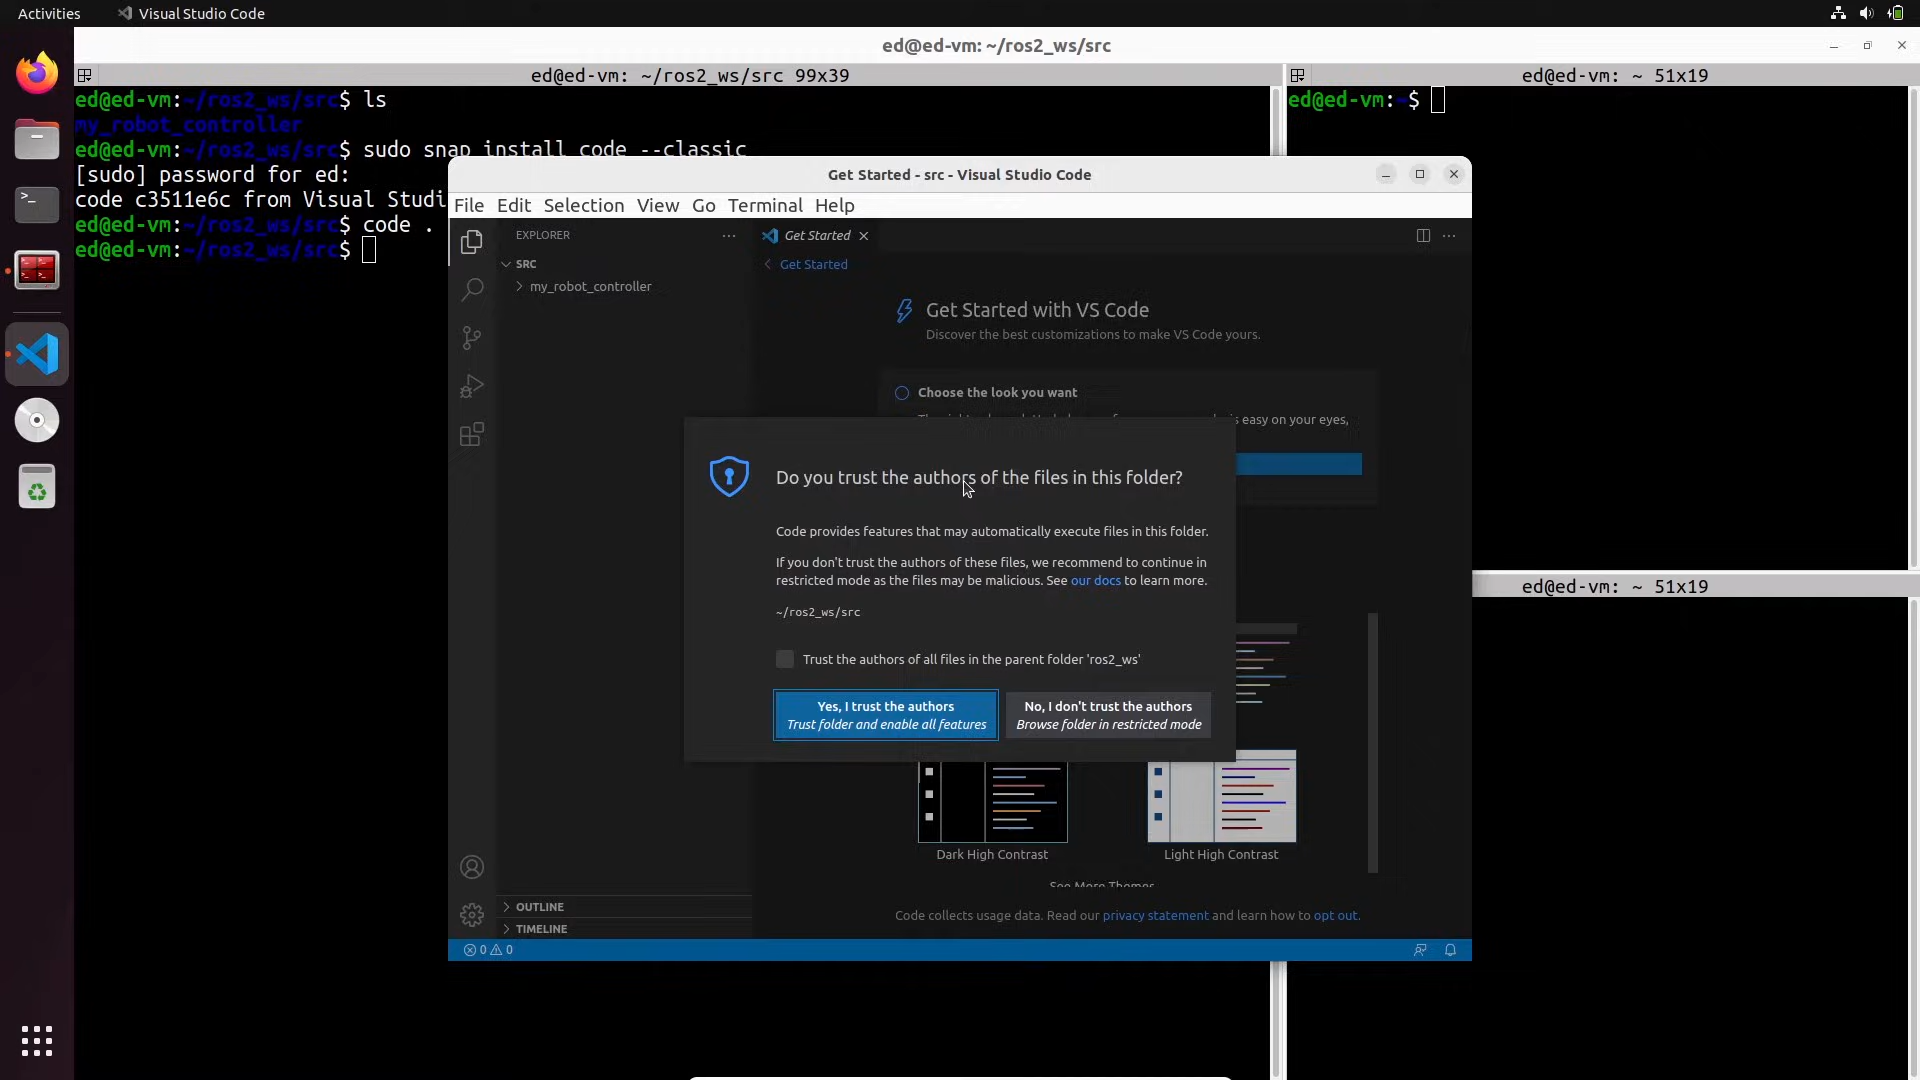 Activities
Visual Studio Code
ed@ed-vm: ~/ros2_ws/src
ed@ed-vm: ~/ros2_ws/src 99x39
ed@ed-vm:~/ros2_ws/src$ ls
my_robot_controller
ed@ed-vm:~/ros2_ws/src$ sudo snap install code --classic
[sudo] password for ed:
code c3511e6c from Visual Studi
ed@ed-vm:~/ros2_ws/src$ code .
ed@ed-vm:~/ros2_ws/src$
ed@ed-vm: ~ 51x19
ed@ed-vm:~$
ed@ed-vm: ~ 51x19
Get Started - src - Visual Studio Code
File Edit Selection View Go Terminal Help
EXPLORER
SRC
my_robot_controller
OUTLINE
TIMELINE
Get Started
Get Started
Get Started with VS Code
Discover the best customizations to make VS Code yours.
Choose the look you want
is easy on your eyes,
Do you trust the authors of the files in this folder?
Code provides features that may automatically execute files in this folder.
If you don't trust the authors of these files, we recommend to continue in
restricted mode as the files may be malicious. See our docs to learn more.
~/ros2_ws/src
Trust the authors of all files in the parent folder 'ros2_ws'
Yes, I trust the authors
Trust folder and enable all features
No, I don't trust the authors
Browse folder in restricted mode
Dark High Contrast
Light High Contrast
See More Themes
Code collects usage data. Read our privacy statement and learn how to opt out.
0 0